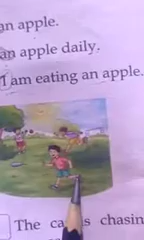 an apple.
an apple daily.
I am eating an apple.
The ca s chasin